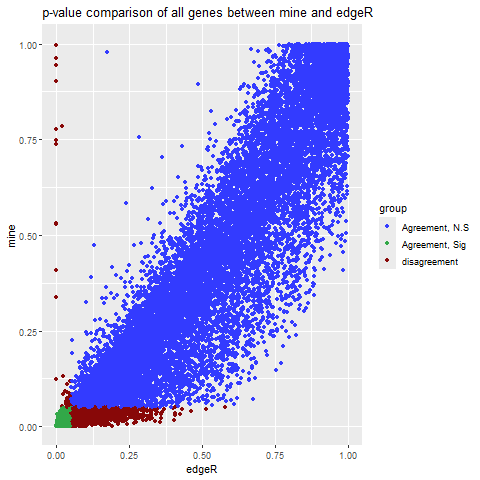 p-value comparison of all genes between mine and edgeR
1.00
0.75
0.50
0.25
0.00
mine
0.00 0.25 0.50 0.75 1.00
edgeR
group
Agreement, N.S
Agreement, Sig
disagreement